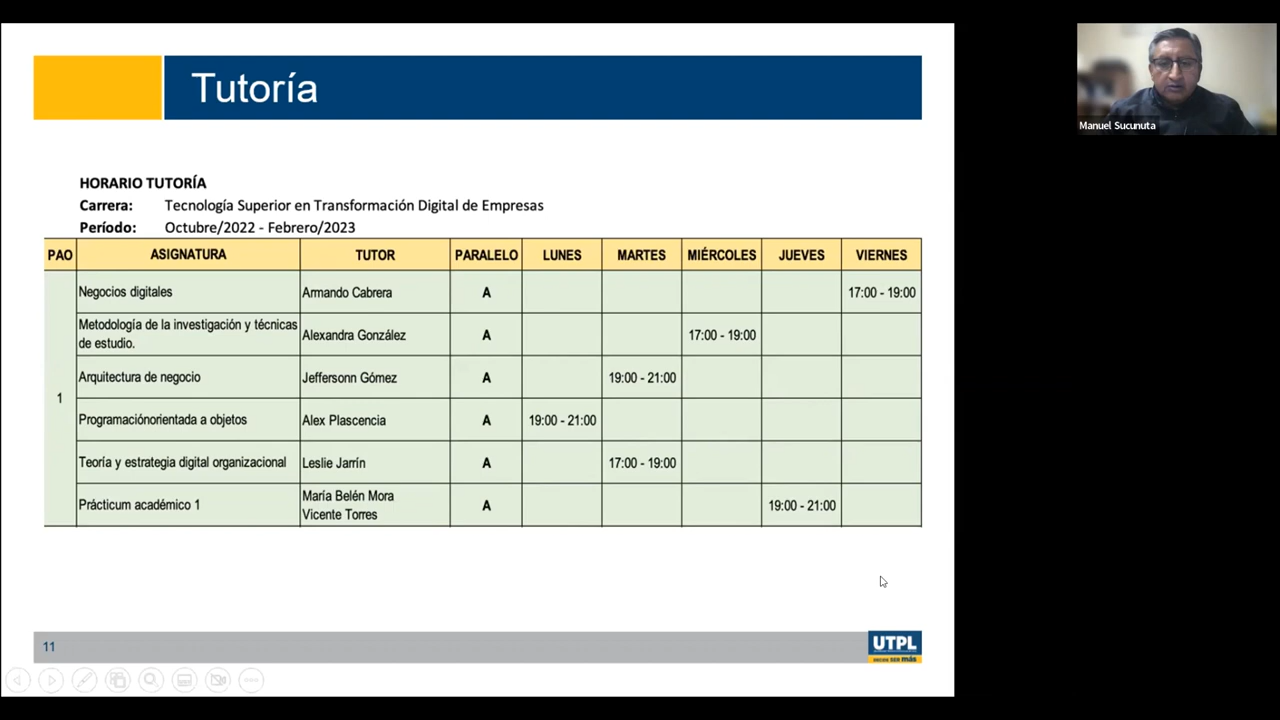 Tutoría
HORARIO TUTORÍA
Carrera: Tecnología Superior en Transformación Digital de Empresas
Período: Octubre/2022 - Febrero/2023
PAO ASIGNATURA TUTOR PARALELO LUNES MARTES MIÉRCOLES JUEVES VIERNES
1
Negocios digitales Armando Cabrera A 17:00 - 19:00
Metodología de la investigación y técnicas
de estudio. Alexandra González A 17:00 - 19:00
Arquitectura de negocio Jeffersonn Gómez A 19:00 - 21:00
Programaciónorientada a objetos Alex Plascencia A 19:00 - 21:00
Teoría y estrategia digital organizacional Leslie Jarrín A 17:00 - 19:00
Prácticum académico 1 María Belén Mora
Vicente Torres A 19:00 - 21:00
11
UTPL
DECIDE SER más
Manuel Sucunuta